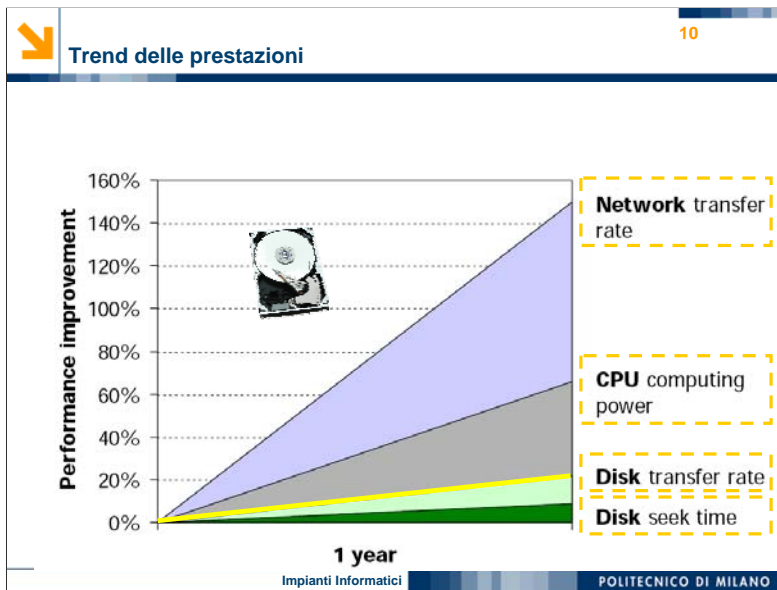 10
Trend delle prestazioni
160%
140%
120%
100%
80%
60%
40%
20%
0%
Performance improvement
1 year
Network transfer
rate
CPU computing
power
Disk transfer rate
Disk seek time
Impianti Informatici
POLITECNICO DI MILANO